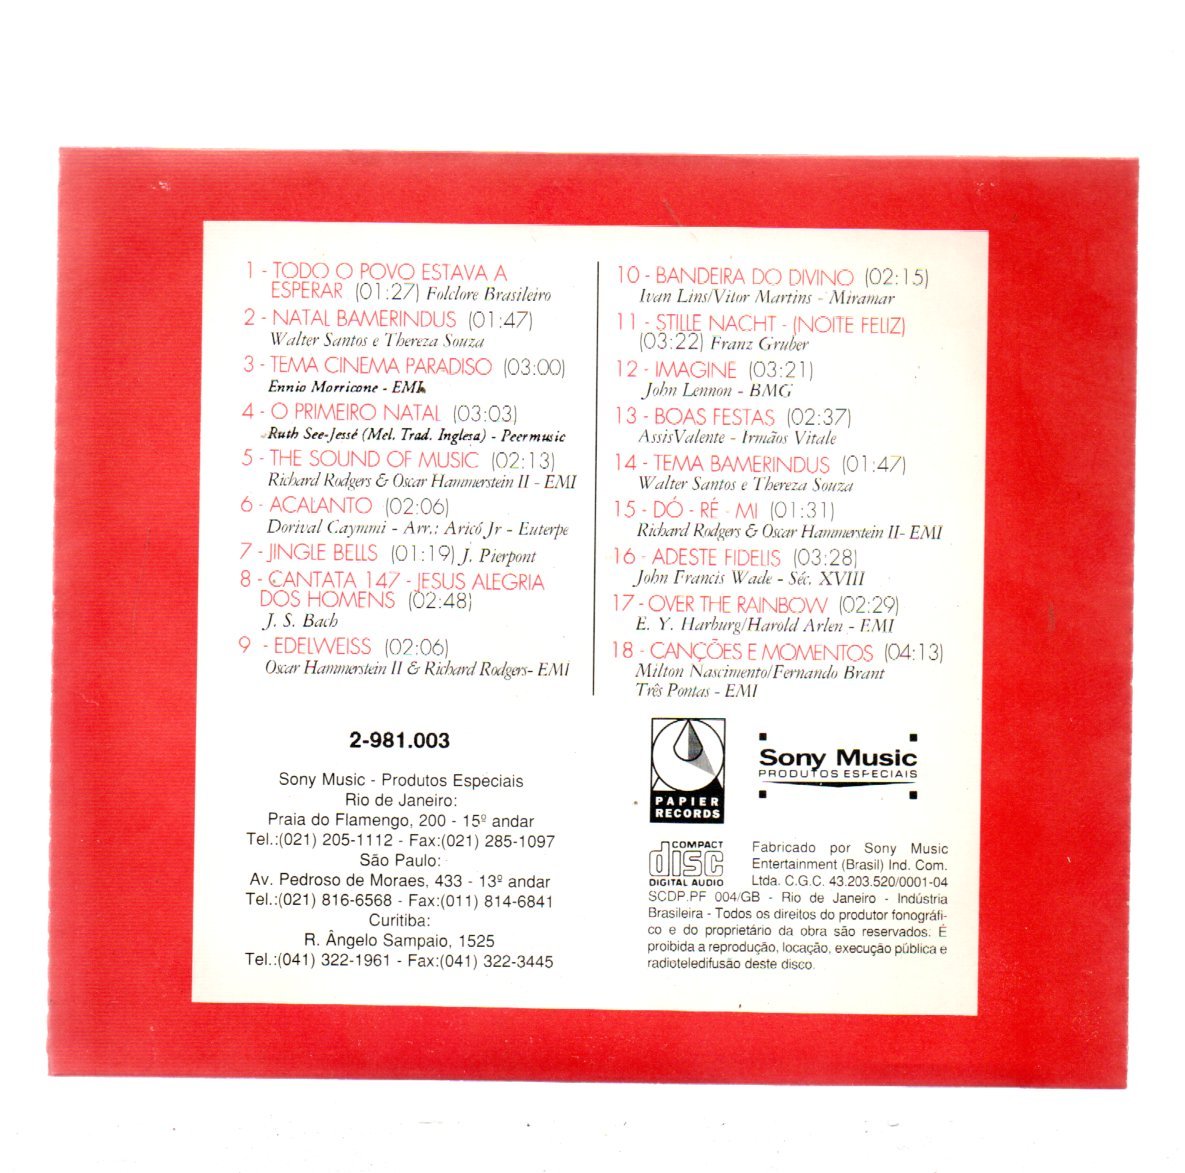 1 - TODO O POVO ESTAVA A
ESPERAR (01:27) Folclore Brasileiro
2 - NATAL BAMERINDUS (01:47)
Walter Santos e Thereza Souza
3 - TEMA CINEMA PARADISO (03:00)
Ennio Morricone - EMI
4 - O PRIMEIRO NATAL (03:03)
Ruth See-Jessé (Mel. Trad. Inglesa) - Peermusic
5 - THE SOUND OF MUSIC (02:13)
Richard Rodgers & Oscar Hammerstein II - EMI
6 - ACALANTO (02:06)
Dorival Caymmi - Arr.: Aricó Jr - Euterpe
7 - JINGLE BELLS (01:19) J. Pierpont
8 - CANTATA 147 - JESUS ALEGRIA
DOS HOMENS (02:48)
J. S. Bach
9 - EDELWEISS (02:06)
Oscar Hammerstein II & Richard Rodgers- EMI
10 - BANDEIRA DO DIVINO (02:15)
Ivan Lins/Vitor Martins - Miramar
11 - STILLE NACHT - (NOITE FELIZ)
(03:22) Franz Gruber
12 - IMAGINE (03:21)
John Lennon - BMG
13 - BOAS FESTAS (02:37)
AssisValente - Irmãos Vitale
14 - TEMA BAMERINDUS (01:47)
Walter Santos e Thereza Souza
15 - DÓ - RÉ - MI (01:31)
Richard Rodgers & Oscar Hammerstein II- EMI
16 - ADESTE FIDELIS (03:28)
John Francis Wade - Séc. XVIII
17 - OVER THE RAINBOW (02:29)
E. Y. Harburg/Harold Arlen - EMI
18 - CANÇÕES E MOMENTOS (04:13)
Milton Nascimento/Fernando Brant
Três Pontas - EMI
2-981.003
Sony Music - Produtos Especiais
Rio de Janeiro:
Praia do Flamengo, 200 - 15º andar
Tel.:(021) 205-1112 - Fax:(021) 285-1097
São Paulo:
Av. Pedroso de Moraes, 433 - 13º andar
Tel.:(021) 816-6568 - Fax:(011) 814-6841
Curitiba:
R. Ângelo Sampaio, 1525
Tel.:(041) 322-1961 - Fax:(041) 322-3445
PAPIER
RECORDS
Sony Music
PRODUTOS ESPECIAIS
COMPACT
disc
DIGITAL AUDIO
Fabricado por Sony Music
Entertainment (Brasil) Ind. Com.
Ltda. C.G.C. 43.203.520/0001-04
SCDP.PF 004/GB - Rio de Janeiro - Indústria
Brasileira - Todos os direitos do produtor fonográfi-
co e do proprietário da obra são reservados. É
proibida a reprodução, locação, execução pública e
radioteledifusão deste disco.